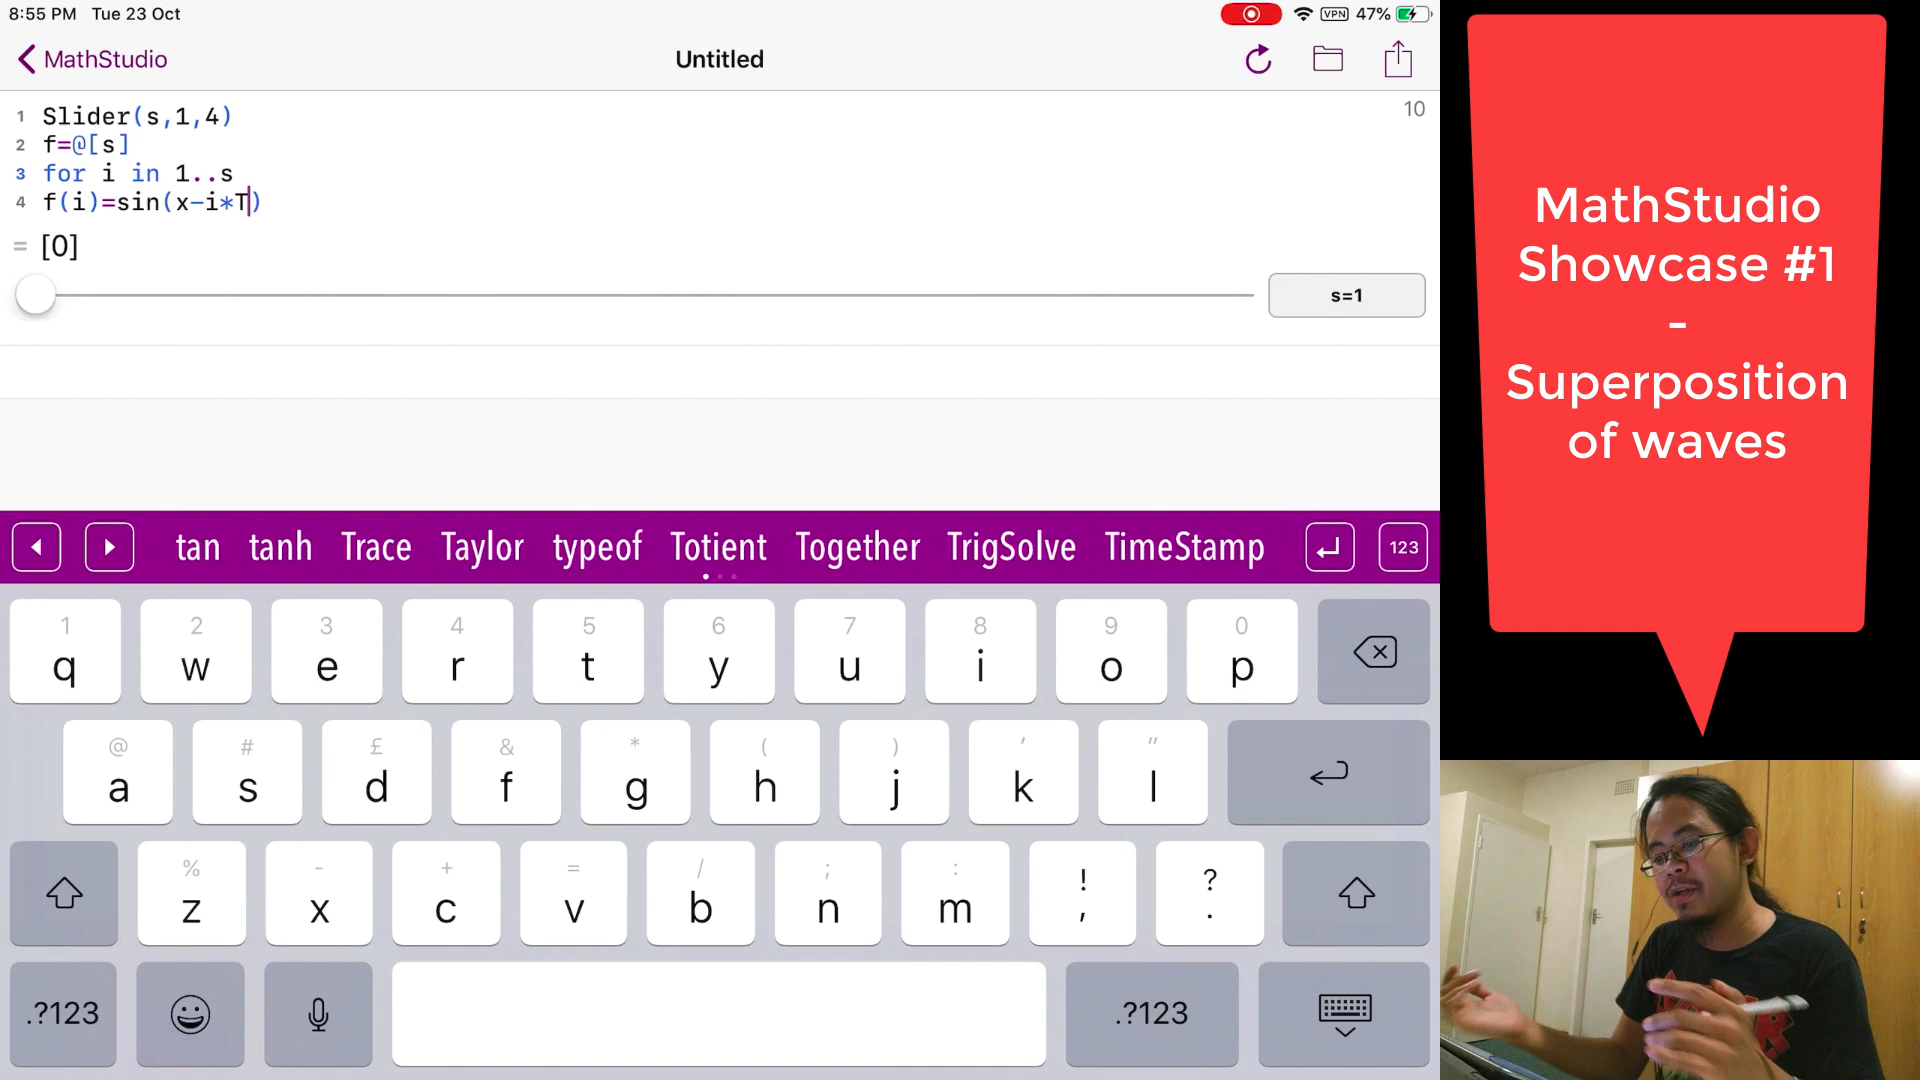 8:55 PM Tue 23 Oct
VPN 47%
MathStudio
Untitled
10
1 Slider(s,1,4)
2 f=@[s]
3 for i in 1..s
4 f(i)=sin(x-i*T)
= [0]
s=1
tan tanh Trace Taylor typeof Totient Together TrigSolve TimeStamp 123
1 2 3 4 5 6 7 8 9 0
q w e r t y u i o p
@ # £ & * ( ) ' "
a s d f g h j k l
% - + = / ; : ! ?
z x c v b n m , .
.?123 .?123
MathStudio
Showcase #1
-
Superposition
of waves